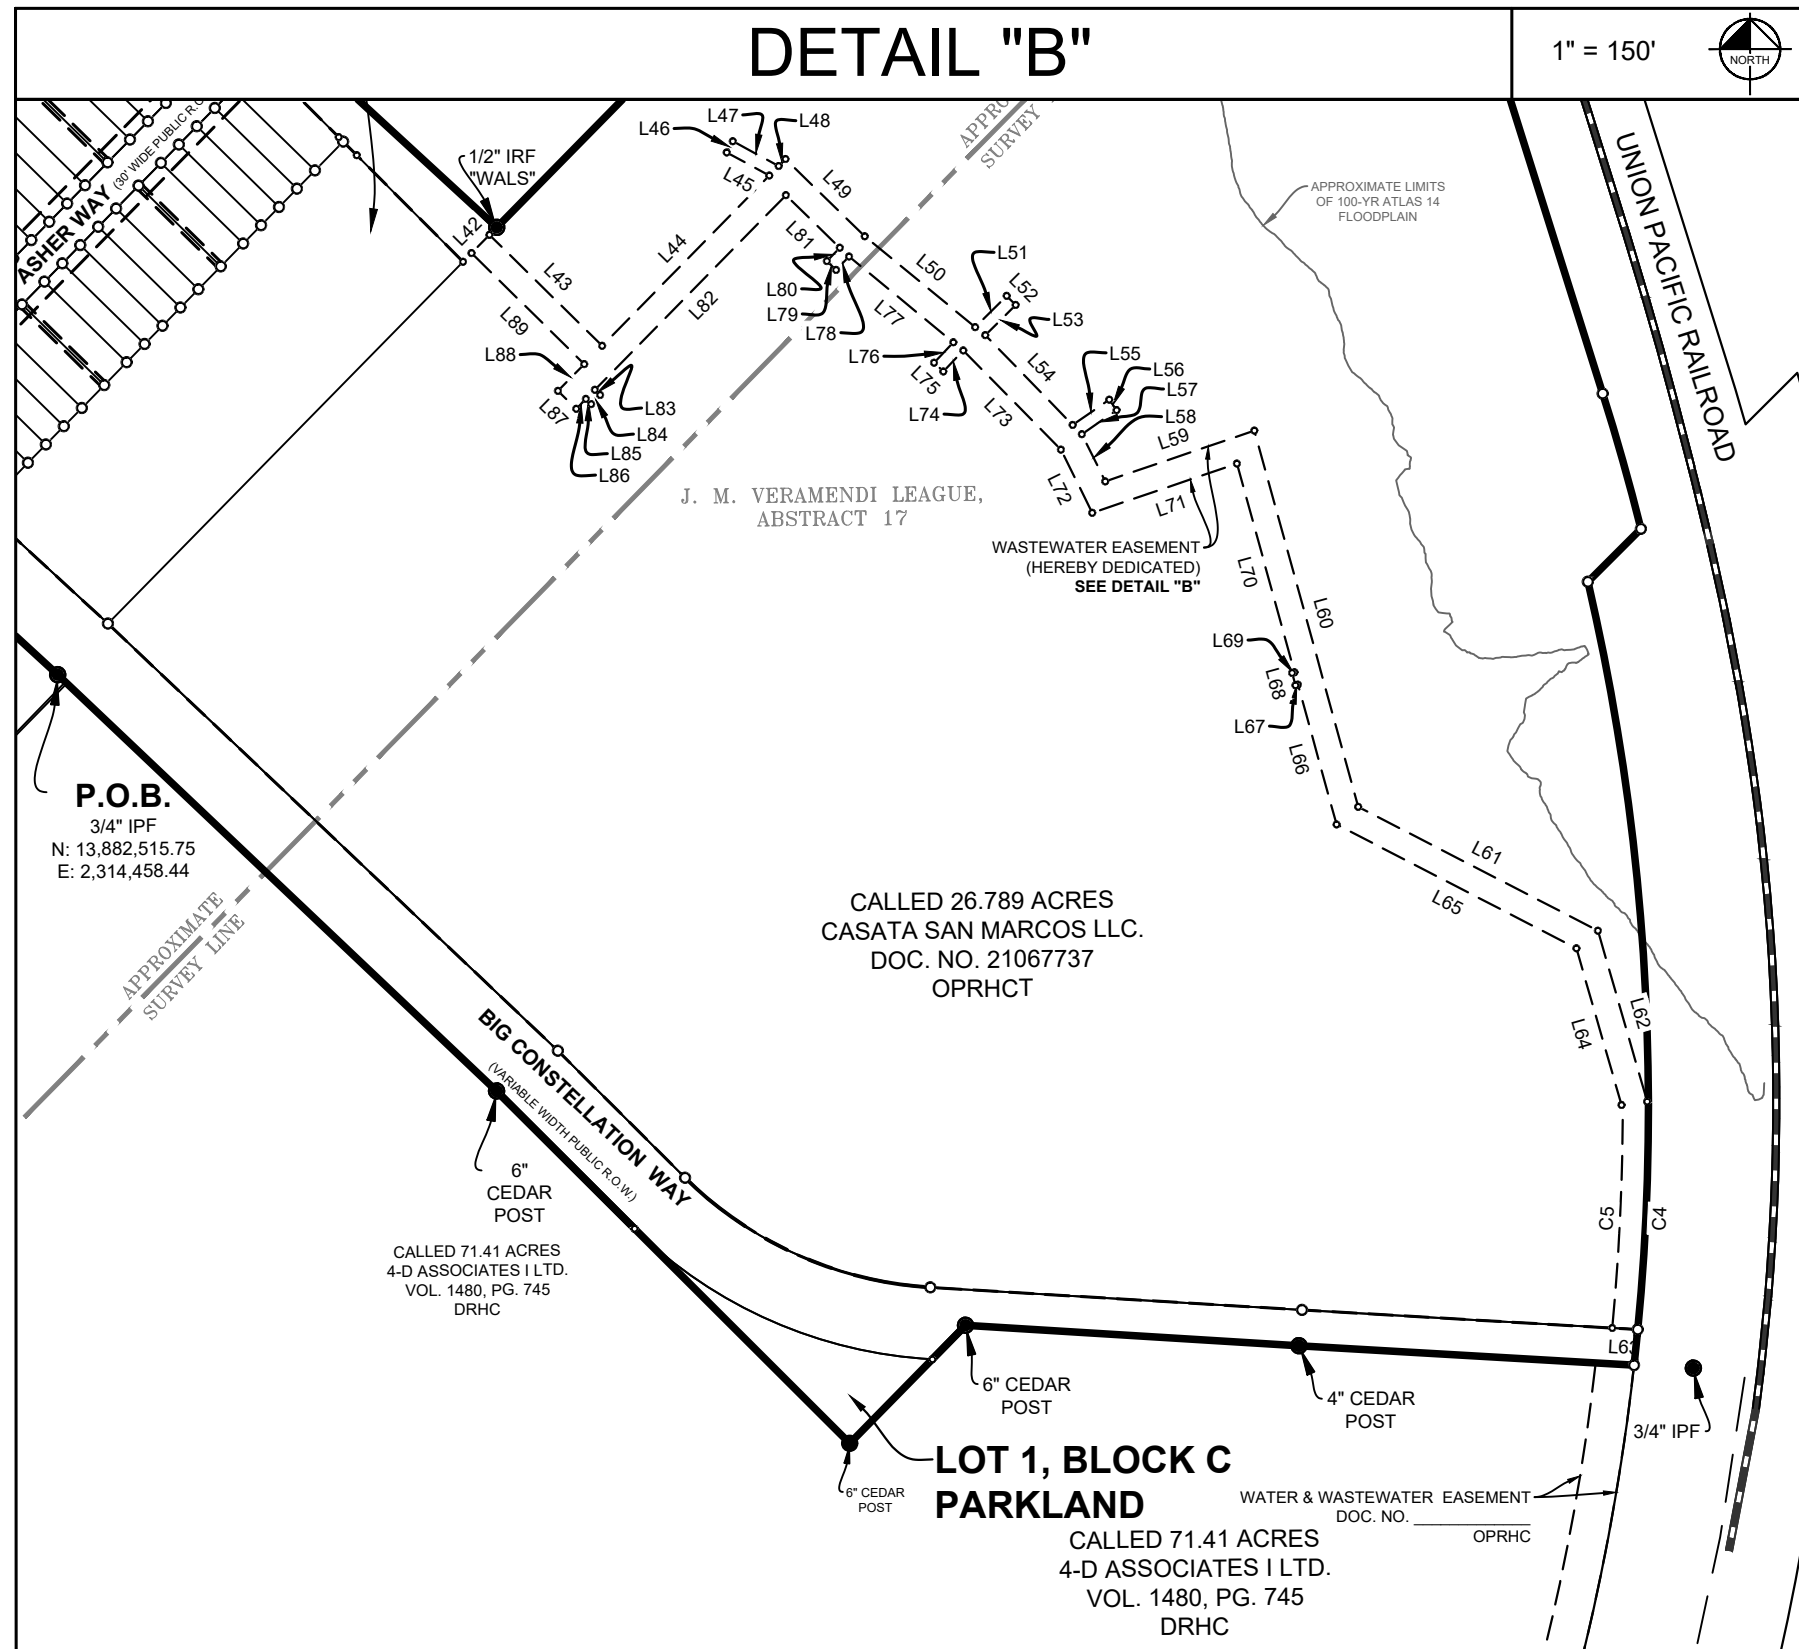 DETAIL "B"
1" = 150'
NORTH
ASHER WAY
(30' WIDE PUBLIC R.O
1/2" IRF
"WALS"
L42
L43
L44
L45
L46
L47
L48
L49
L50
L51
L52
L53
L54
L55
L56
L57
L58
L59
L60
L61
L62
L63
L64
L65
L66
L67
L68
L69
L70
L71
L72
L73
L74
L75
L76
L77
L78
L79
L80
L81
L82
L83
L84
L85
L86
L87
L88
L89
C4
C5
APPRO
SURVEY
APPROXIMATE LIMITS
OF 100-YR ATLAS 14
FLOODPLAIN
UNION PACIFIC RAILROAD
J. M. VERAMENDI LEAGUE,
ABSTRACT 17
WASTEWATER EASEMENT
(HEREBY DEDICATED)
SEE DETAIL "B"
P.O.B.
3/4" IPF
N: 13,882,515.75
E: 2,314,458.44
APPROXIMATE
SURVEY LINE
CALLED 26.789 ACRES
CASATA SAN MARCOS LLC.
DOC. NO. 21067737
OPRHCT
BIG CONSTELLATION WAY
(VARIABLE WIDTH PUBLIC R.O.W.)
6"
CEDAR
POST
CALLED 71.41 ACRES
4-D ASSOCIATES I LTD.
VOL. 1480, PG. 745
DRHC
6" CEDAR
POST
4" CEDAR
POST
3/4" IPF
6" CEDAR
POST
LOT 1, BLOCK C
PARKLAND
WATER & WASTEWATER EASEMENT
DOC. NO. ____________
OPRHC
CALLED 71.41 ACRES
4-D ASSOCIATES I LTD.
VOL. 1480, PG. 745
DRHC